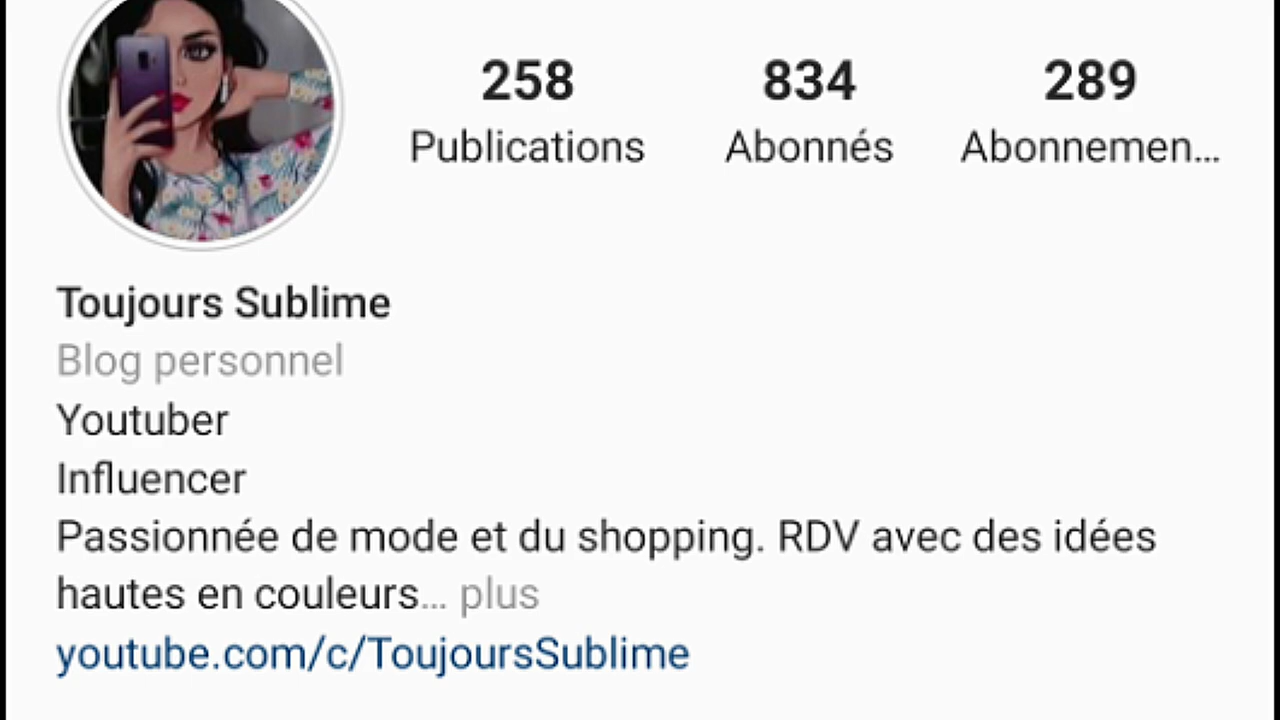 258 834 289
Publications Abonnés Abonnemen...
Toujours Sublime
Blog personnel
Youtuber
Influencer
Passionnée de mode et du shopping. RDV avec des idées
hautes en couleurs... plus
youtube.com/c/ToujoursSublime